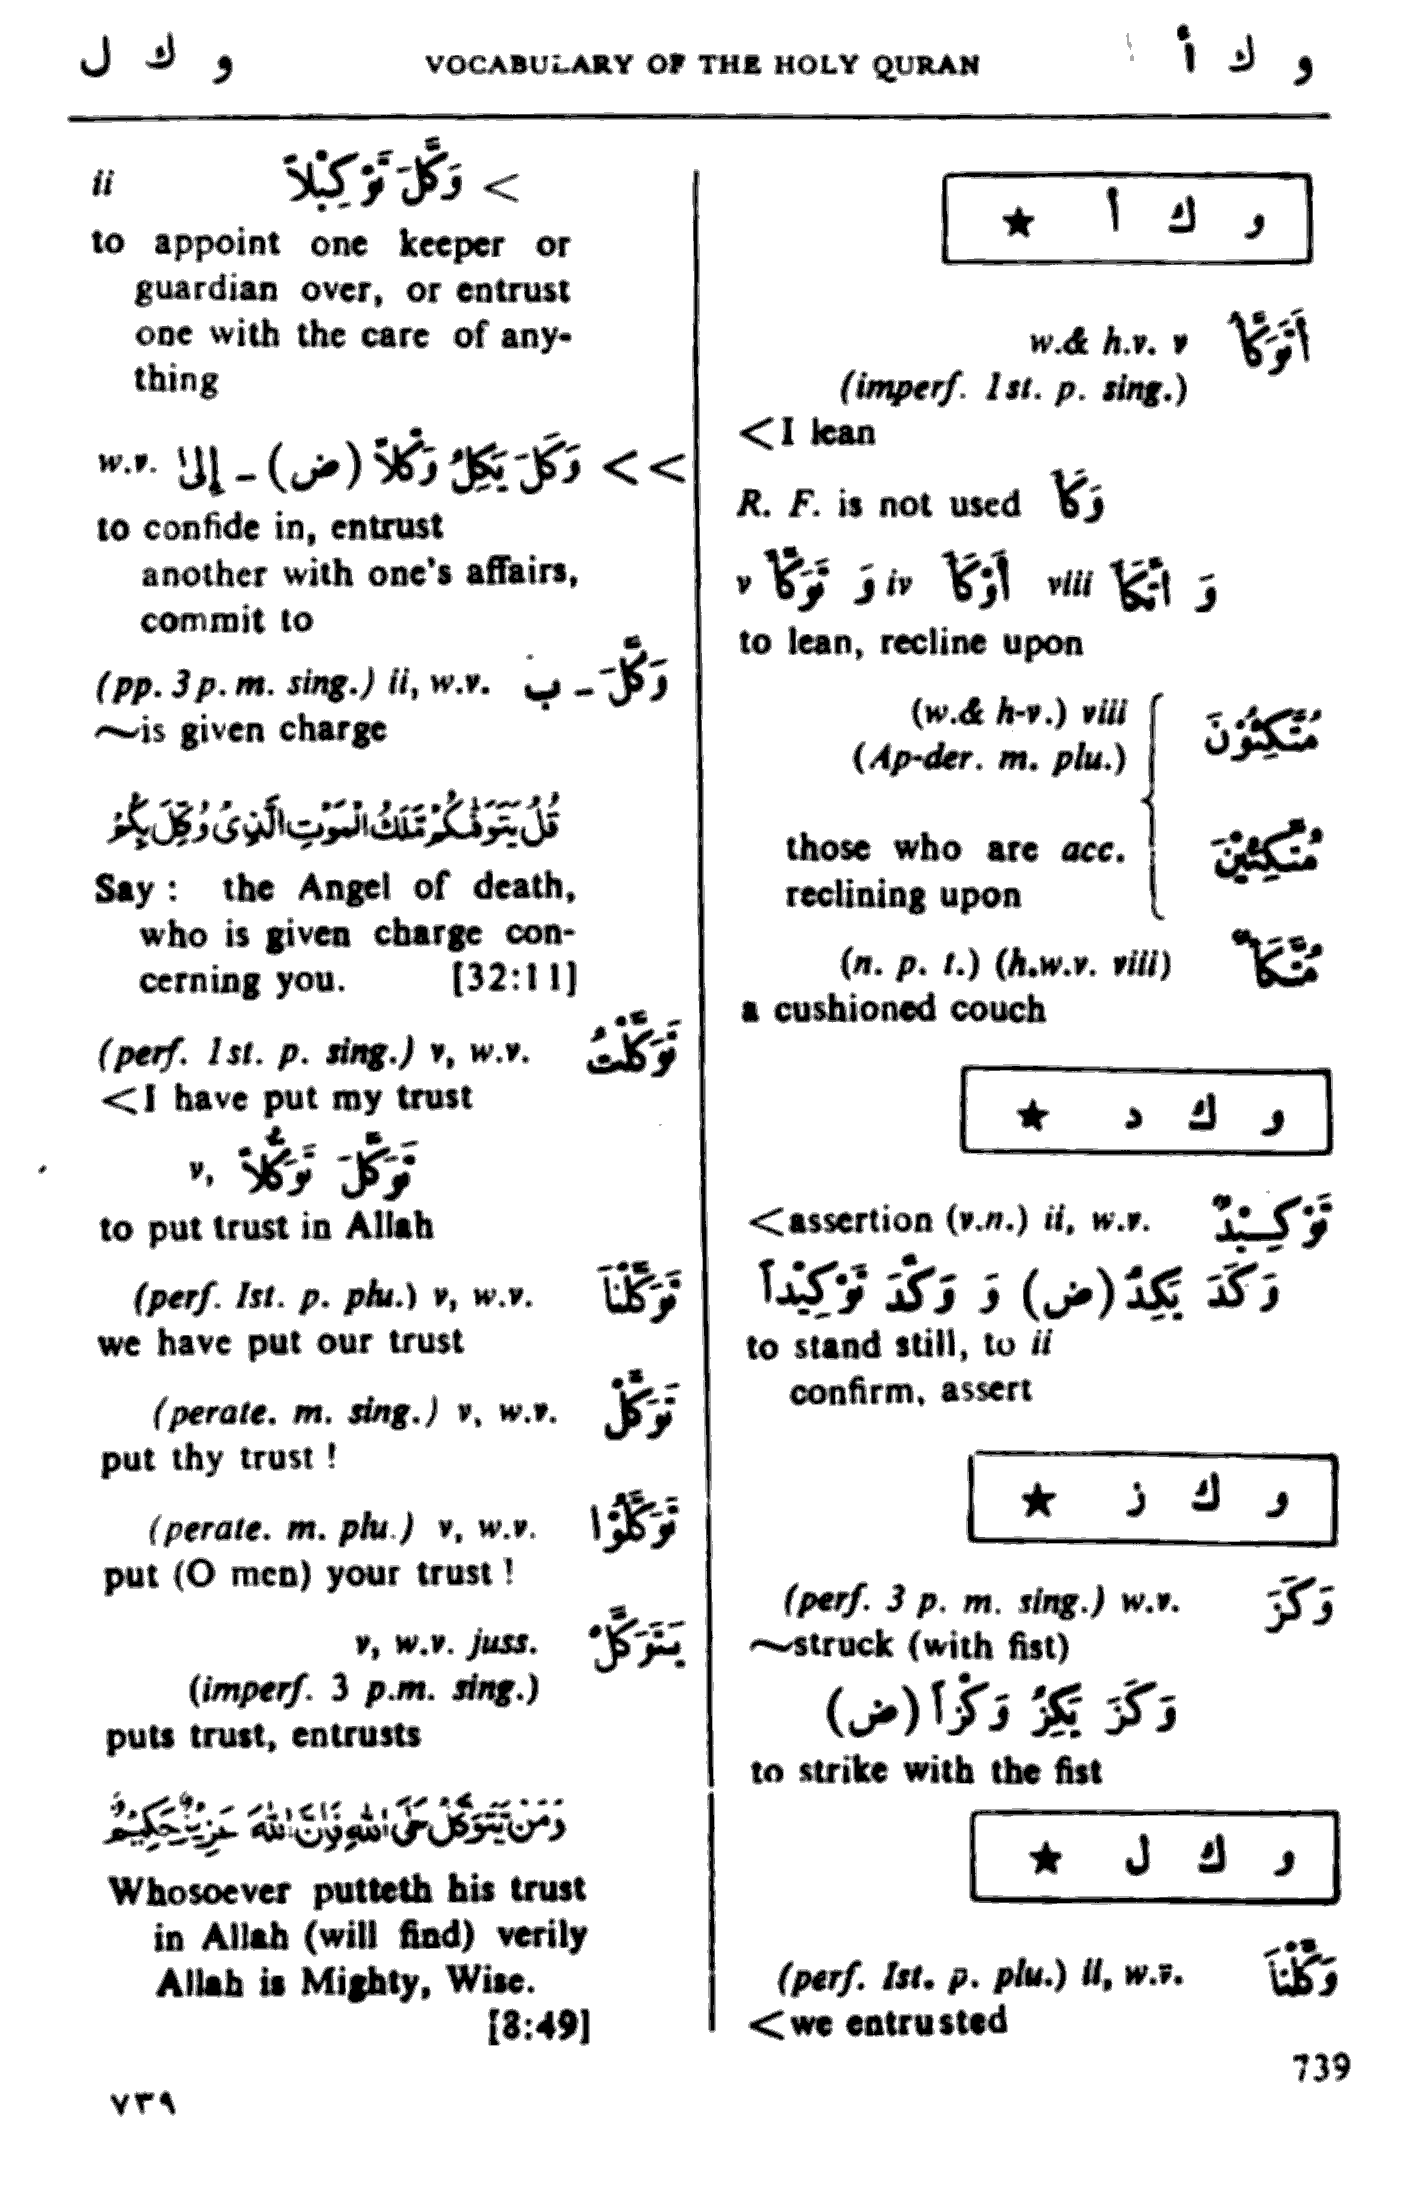 و ك أ VOCABULARY OF THE HOLY QURAN و ك ل
و ك أ ★
أَتَوَكَّأُ w.& h.v. v
(imperf. 1st. p. sing.)
<I lean
R. F. is not used وَكَأَ
وَ اتَّكَأَ viii أَوْكَأَ iv وَ تَوَكَّأَ v
to lean, recline upon
مُتَّكِئُوْنَ (w.& h-v.) viii
(Ap-der. m. plu.)
مُتَّكِئِيْنَ those who are acc.
reclining upon
مُتَّكَأً (n. p. t.) (h.w.v. viii)
a cushioned couch
و ك د ★
<assertion (v.n.) ii, w.v. تَوْكِيْدٌ
وَكَدَ يَكِدُ (ض) وَ وَكَّدَ تَوْكِيْداً
to stand still, to ii
confirm, assert
و ك ز ★
(perf. 3 p. m. sing.) w.v. وَكَزَ
~struck (with fist)
وَكَزَ يَكِزُ وَكْزاً (ض)
to strike with the fist
و ك ل ★
(perf. Ist. p. plu.) ii, w.v. وَكَّلْنَا
<we entrusted
739
ii وَكَّلَ تَوْكِيْلاً <
to appoint one keeper or
guardian over, or entrust
one with the care of any-
thing
w.v. وَكَلَ يَكِلُ وَكْلاً (ض) - إِلىٰ <<
to confide in, entrust
another with one's affairs,
commit to
(pp. 3 p. m. sing.) ii, w.v. وَكَّلَ - ب
~is given charge
قُلْ يَتَوَفّٰىكُمْ مَّلَكُ الْمَوْتِ الَّذِىْ وُكِّلَ بِكُمْ
Say : the Angel of death,
who is given charge con-
cerning you. [32:11]
(perf. 1st. p. sing.) v, w.v. تَوَكَّلْتُ
<I have put my trust
v, تَوَكَّلَ تَوَكُّلاً
to put trust in Allah
(perf. Ist. p. plu.) v, w.v. تَوَكَّلْنَا
we have put our trust
(perate. m. sing.) v, w.v. تَوَكَّلْ
put thy trust !
(perate. m. plu.) v, w.v. تَوَكَّلُوْا
put (O men) your trust !
v, w.v. juss. يَتَوَكَّلْ
(imperf. 3 p.m. sing.)
puts trust, entrusts
وَمَنْ يَّتَوَكَّلْ عَلَى اللّٰهِ فَاِنَّ اللّٰهَ عَزِيْزٌ حَكِيْمٌ
Whosoever putteth his trust
in Allah (will find) verily
Allah is Mighty, Wise.
[8:49]
٧٣٩